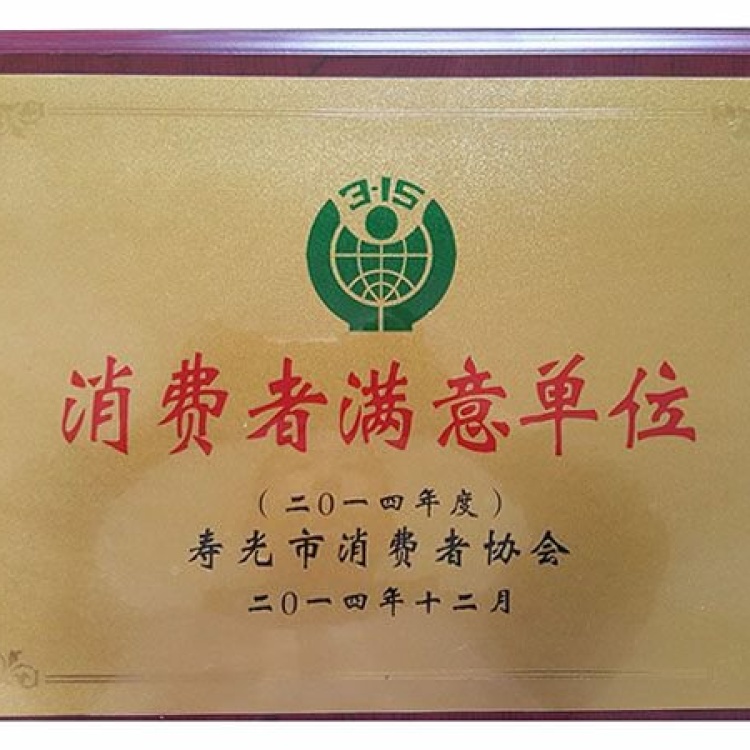 3·15
消费者满意单位
（二0一四年度）
寿光市消费者协会
二0一四年十二月